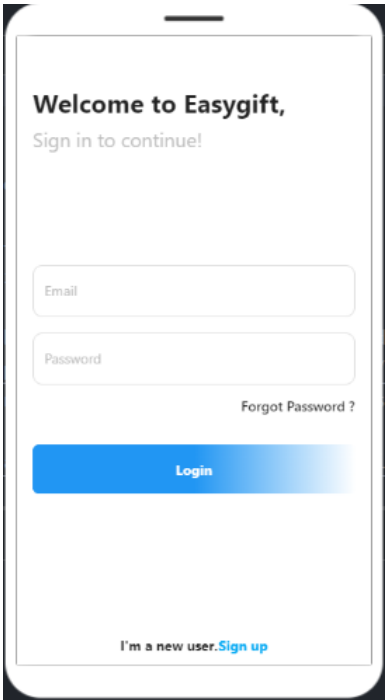 Welcome to Easygift,
Sign in to continue!
Email
Password
Forgot Password ?
Login
I'm a new user.Sign up